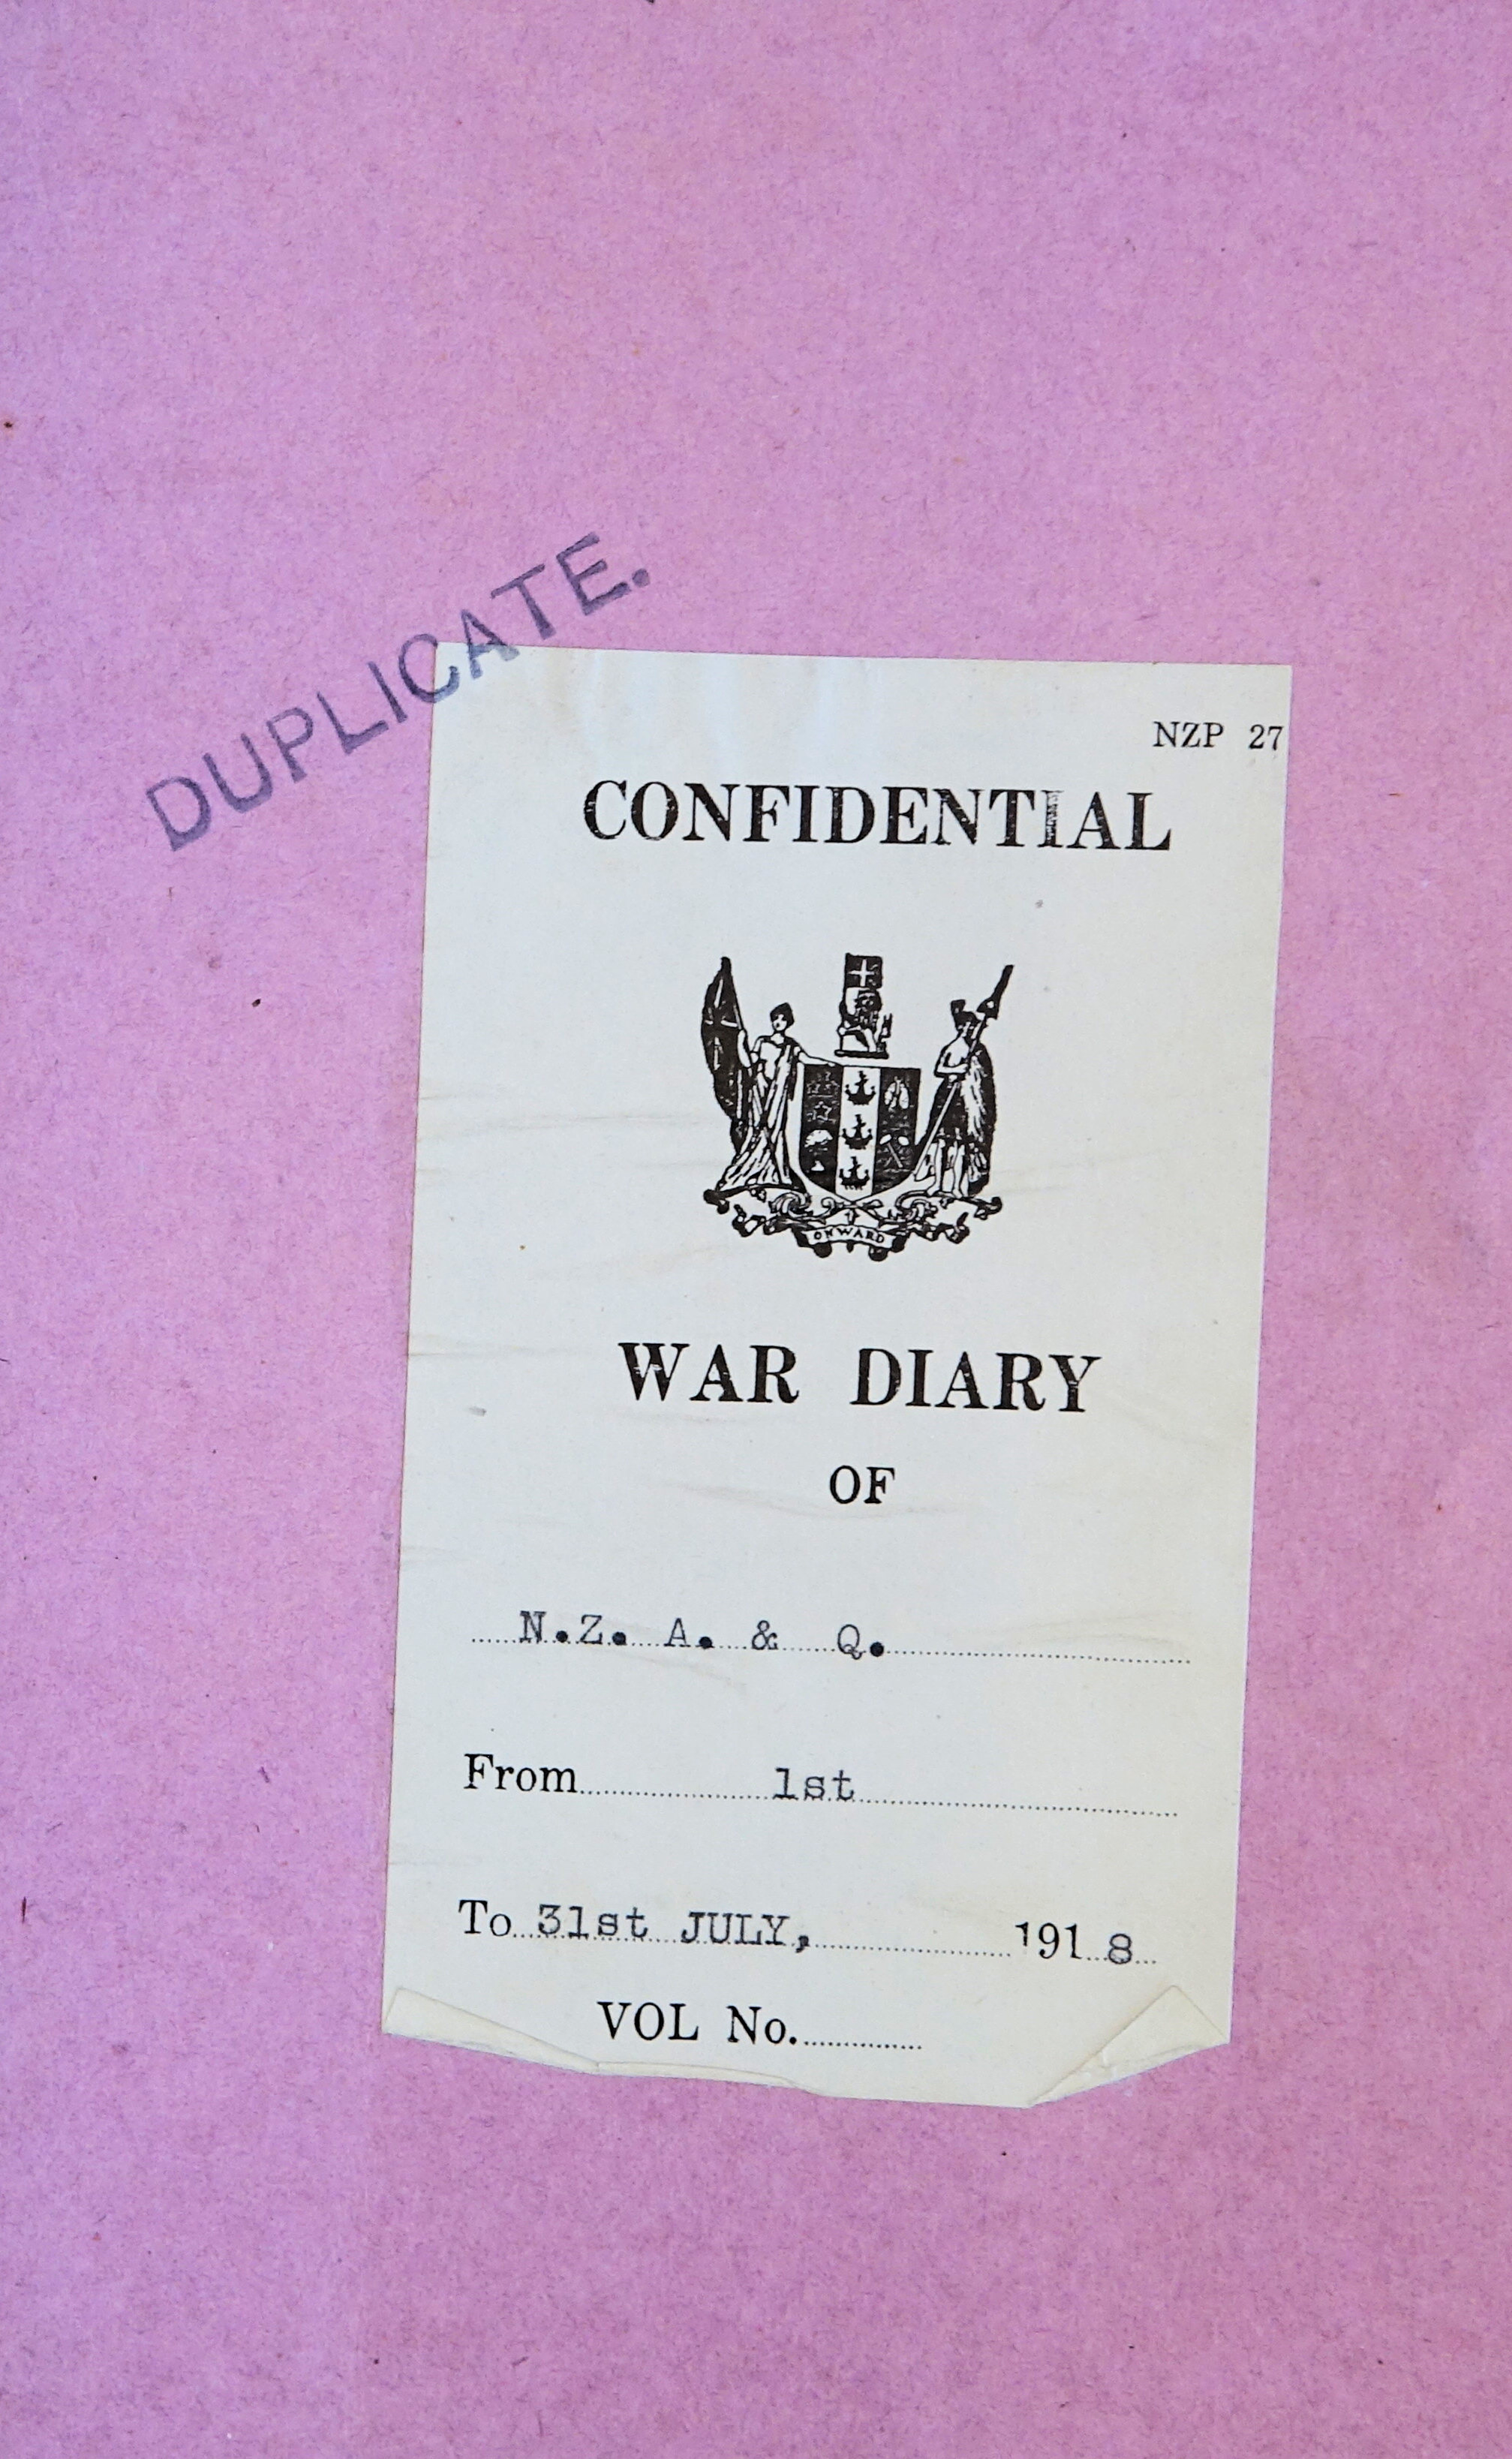 DUPLICATE.
NZP 27
CONFIDENTIAL
ONWARD
WAR DIARY
OF
N.Z. A. & Q.
From 1st
To 31st JULY, 1918
VOL No.